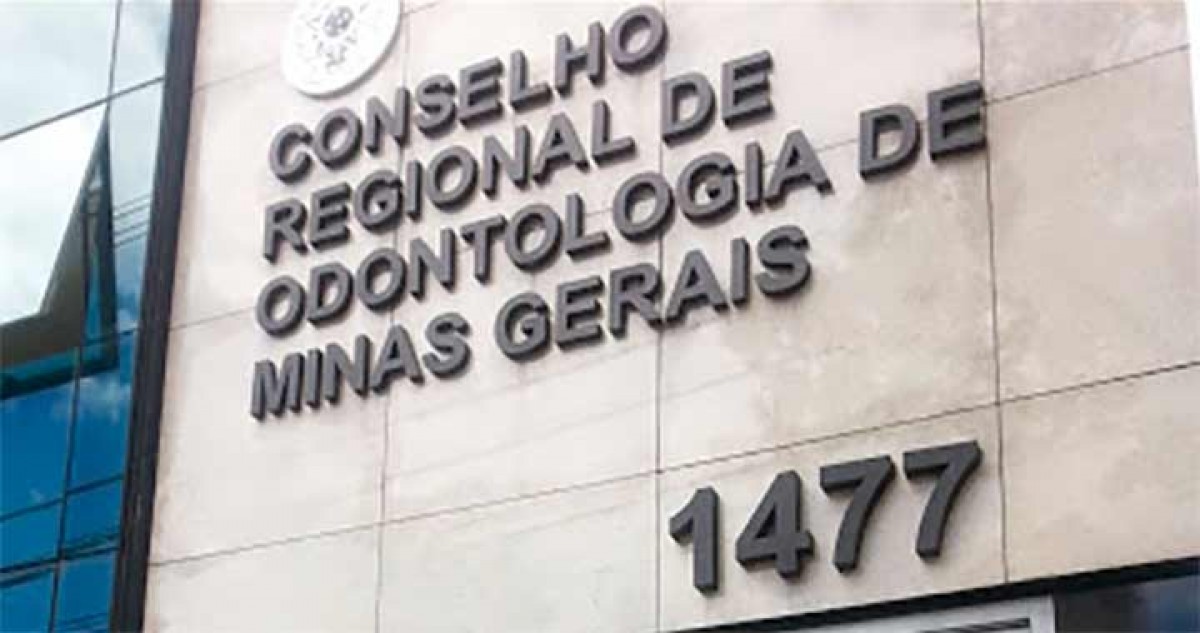 CONSELHO
REGIONAL DE
ODONTOLOGIA DE
MINAS GERAIS
1477